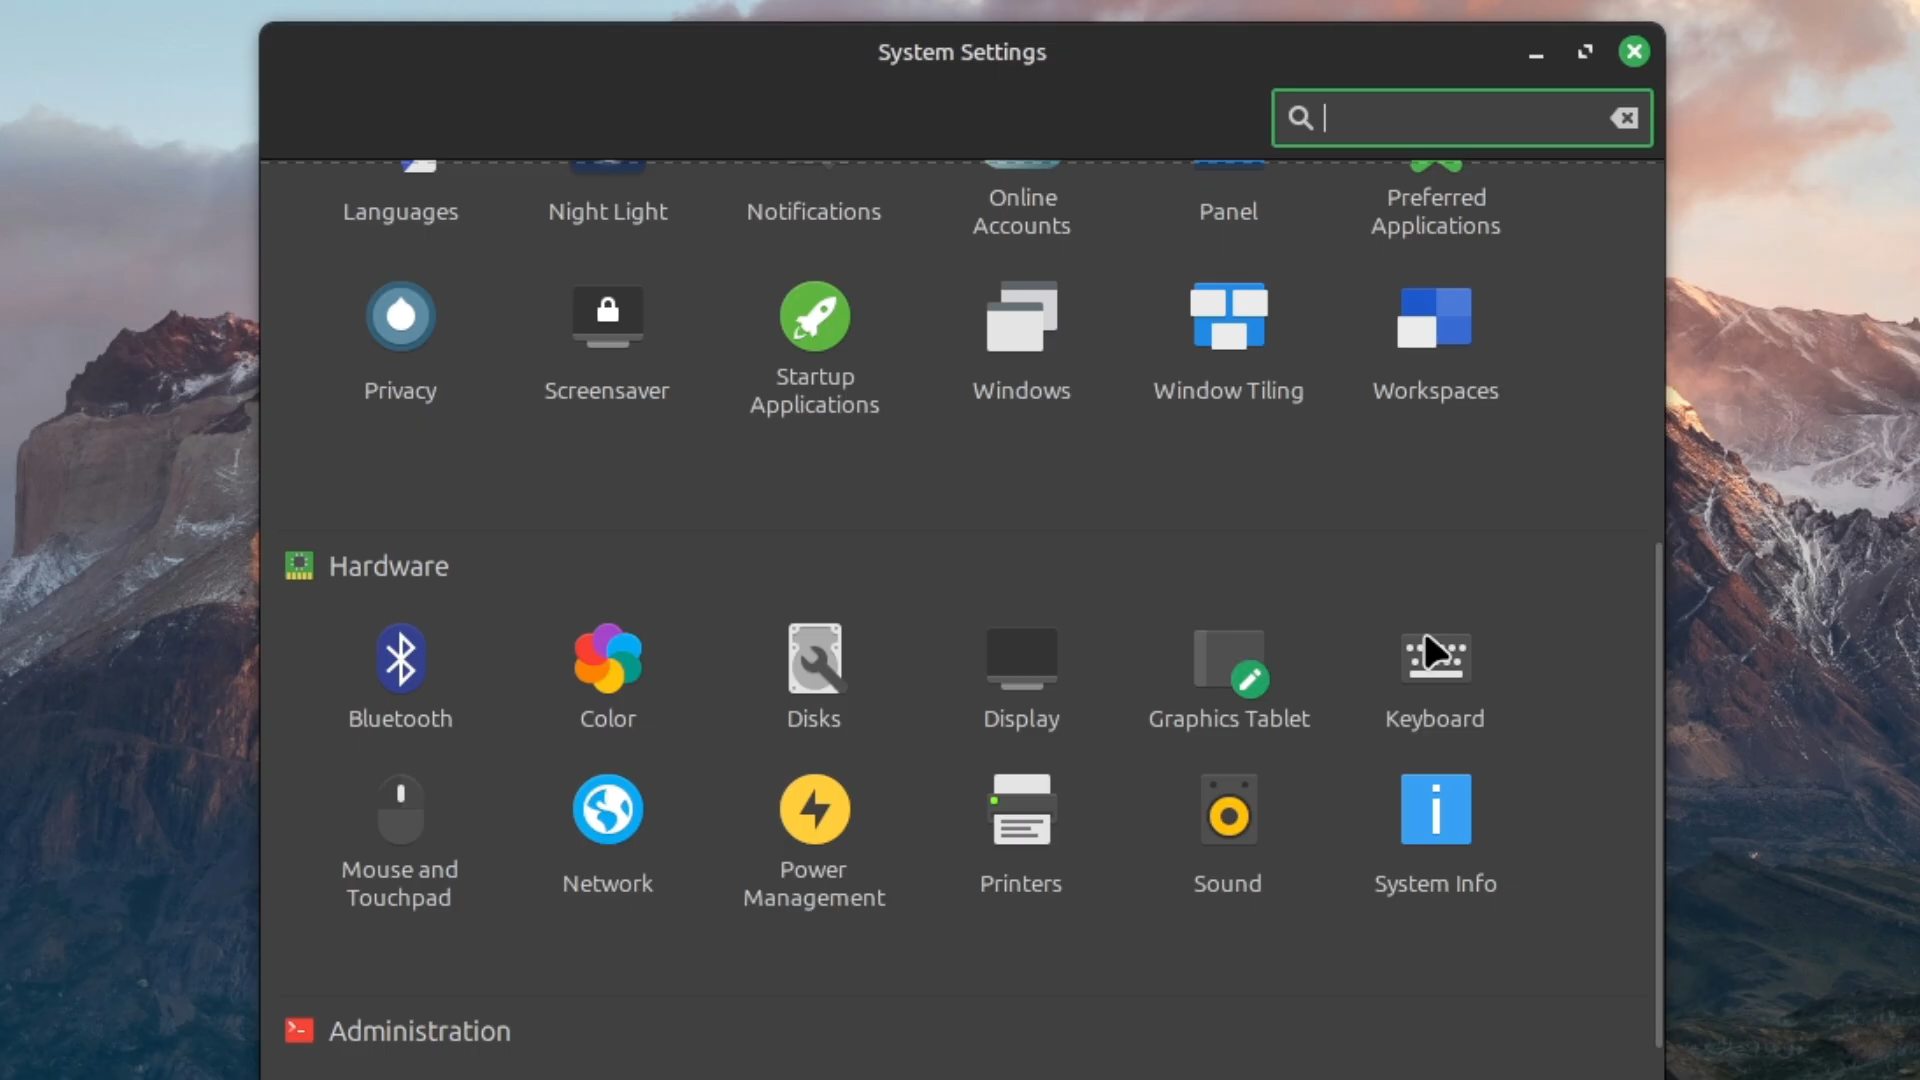 System Settings
Languages
Night Light
Notifications
Online
Accounts
Panel
Preferred
Applications
Privacy
Screensaver
Startup
Applications
Windows
Window Tiling
Workspaces
Hardware
Bluetooth
Color
Disks
Display
Graphics Tablet
Keyboard
Mouse and
Touchpad
Network
Power
Management
Printers
Sound
System Info
Administration